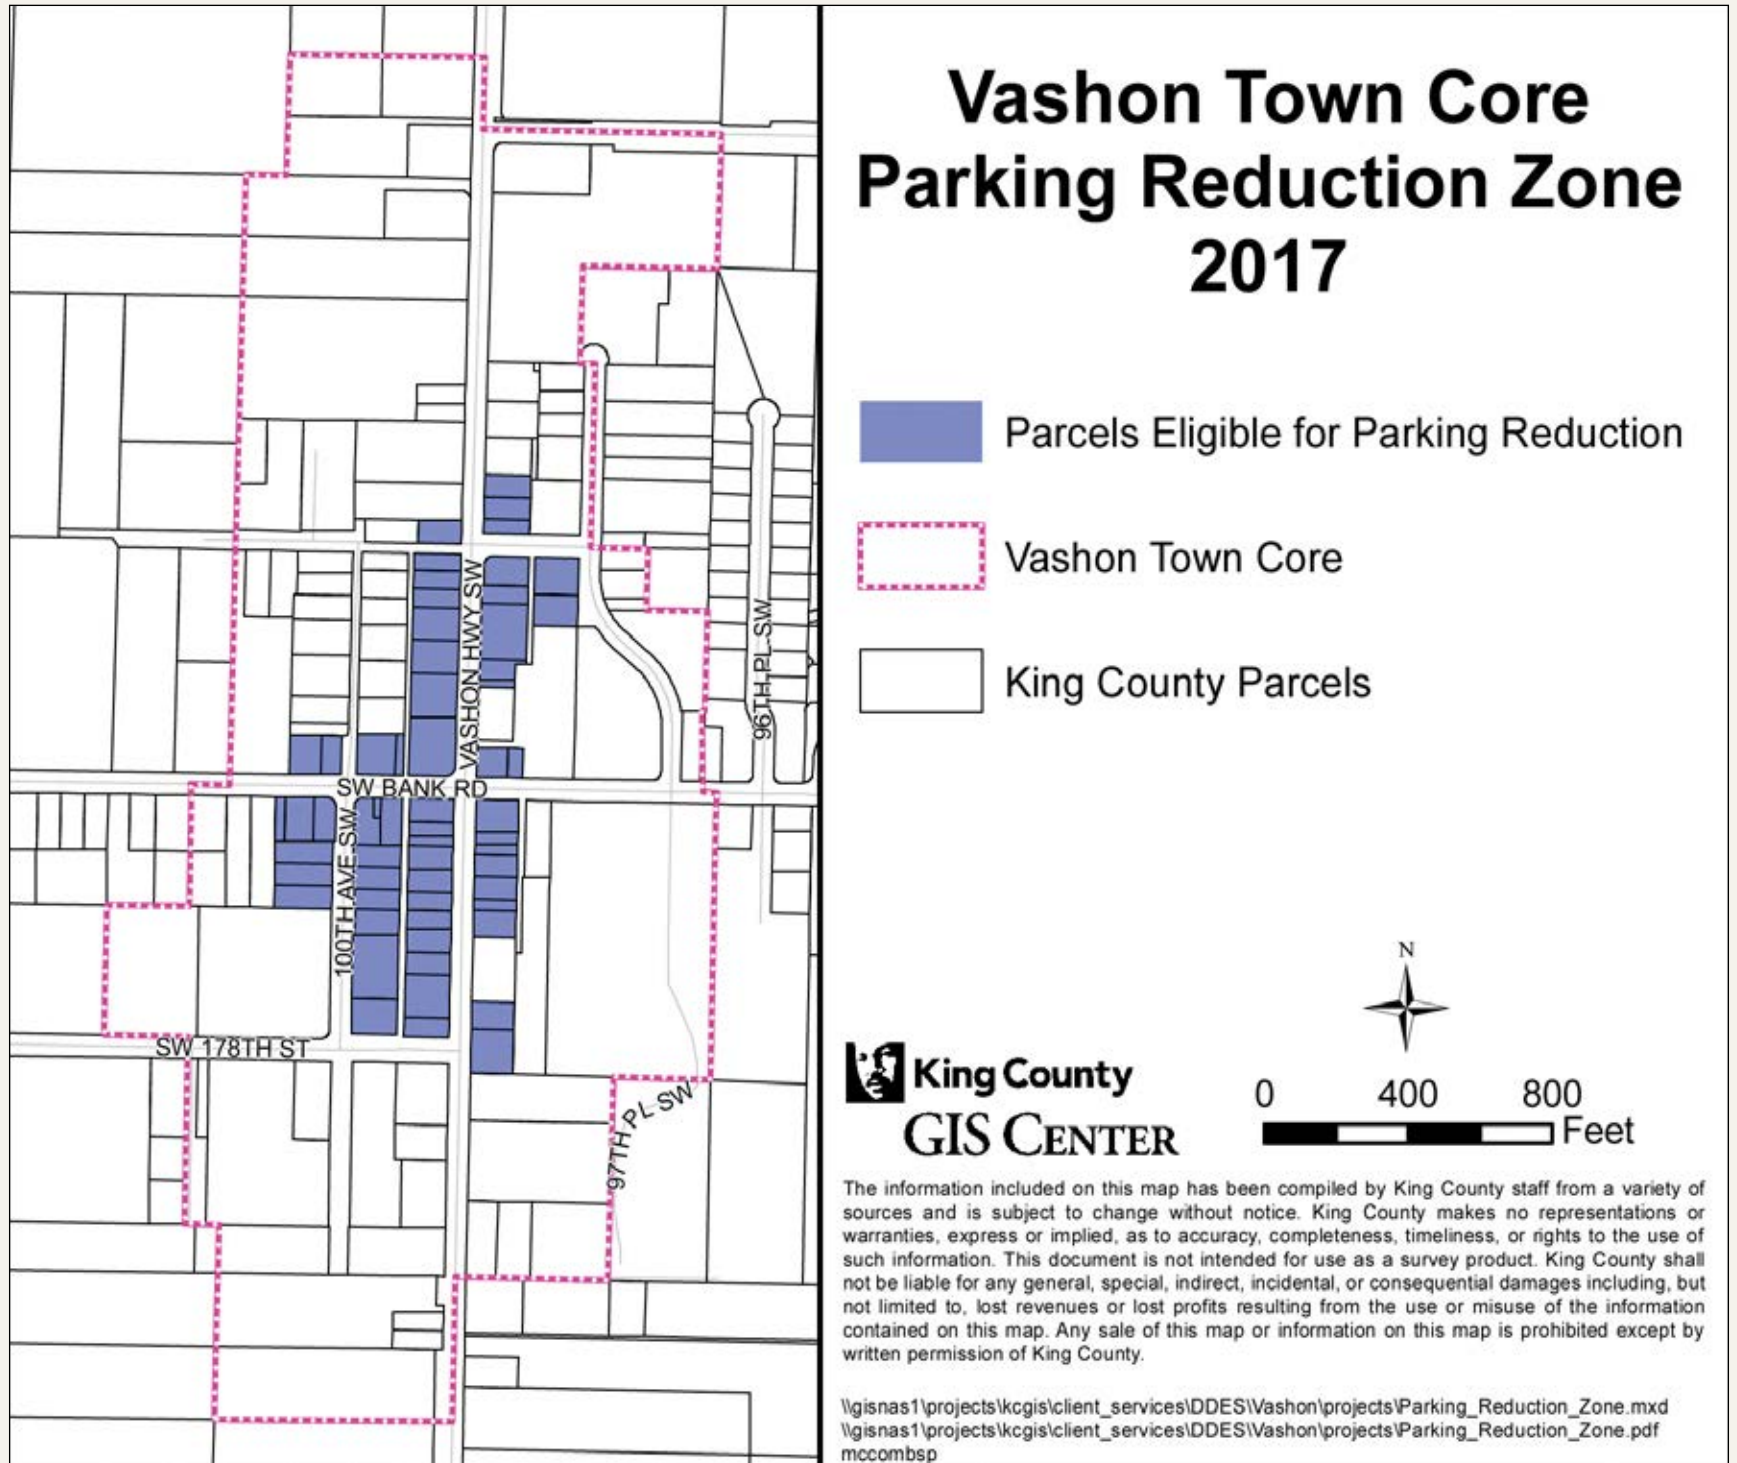 Vashon Town Core
Parking Reduction Zone
2017
Parcels Eligible for Parking Reduction
Vashon Town Core
King County Parcels
VASHON HWY SW
96TH PL SW
SW BANK RD
100TH AVE SW
SW 178TH ST
97TH PL SW
N
King County
GIS CENTER
0 400 800
Feet
The information included on this map has been compiled by King County staff from a variety of
sources and is subject to change without notice. King County makes no representations or
warranties, express or implied, as to accuracy, completeness, timeliness, or rights to the use of
such information. This document is not intended for use as a survey product. King County shall
not be liable for any general, special, indirect, incidental, or consequential damages including, but
not limited to, lost revenues or lost profits resulting from the use or misuse of the information
contained on this map. Any sale of this map or information on this map is prohibited except by
written permission of King County.
\\gisnas1\projects\kcgis\client_services\DDES\Vashon\projects\Parking_Reduction_Zone.mxd
\\gisnas1\projects\kcgis\client_services\DDES\Vashon\projects\Parking_Reduction_Zone.pdf
mccombsp